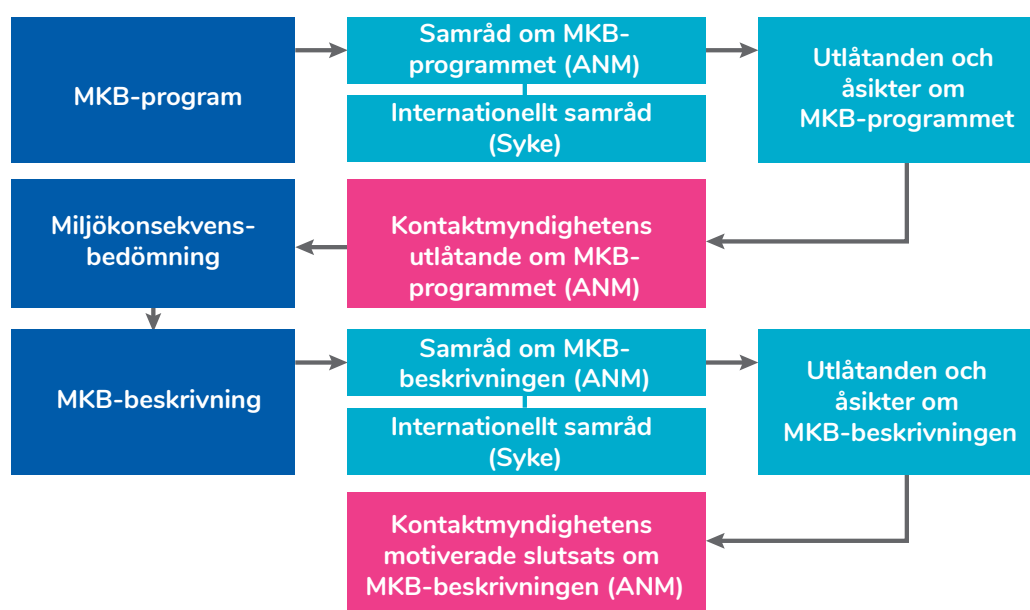 MKB-program
Samråd om MKB-
programmet (ANM)
Internationellt samråd
(Syke)
Utlåtanden och
åsikter om
MKB-programmet
Kontaktmyndighetens
utlåtande om MKB-
programmet (ANM)
Miljökonsekvens-
bedömning
MKB-beskrivning
Samråd om MKB-
beskrivningen (ANM)
Internationellt samråd
(Syke)
Utlåtanden och
åsikter om
MKB-beskrivningen
Kontaktmyndighetens
motiverade slutsats om
MKB-beskrivningen (ANM)